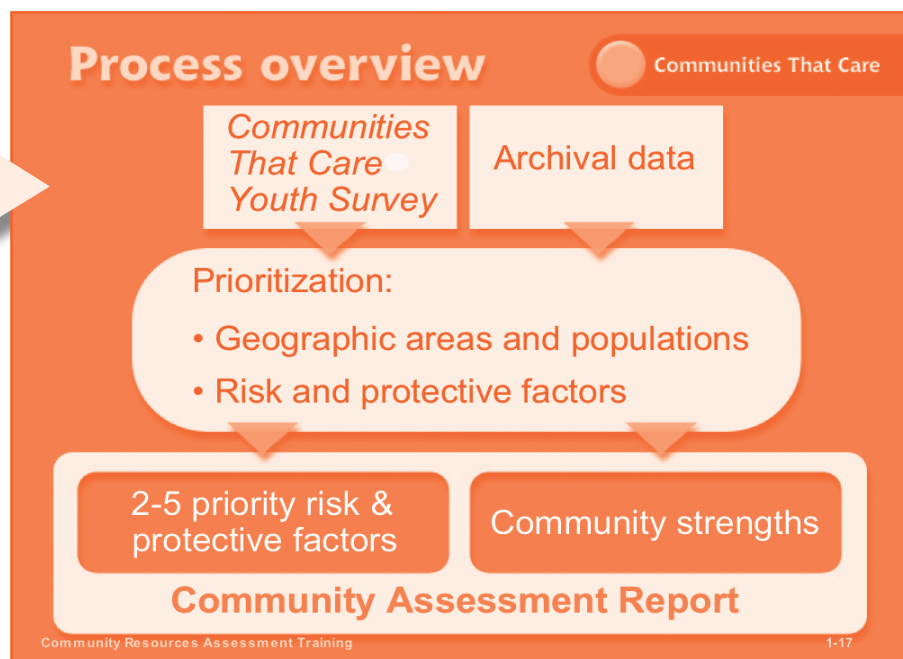 Process overview
Communities That Care
Communities
That Care
Youth Survey
Archival data
Prioritization:
• Geographic areas and populations
• Risk and protective factors
2-5 priority risk &
protective factors
Community strengths
Community Assessment Report
Community Resources Assessment Training
1-17